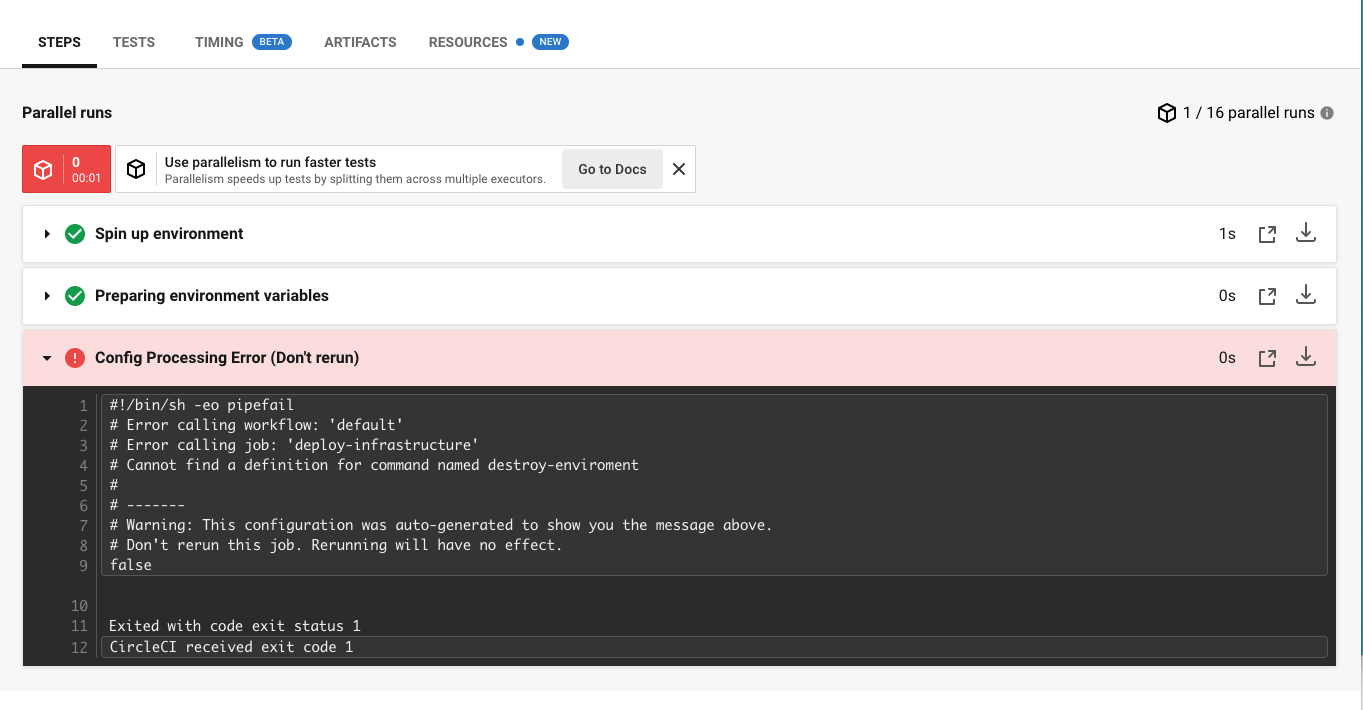 STEPS TESTS TIMING BETA ARTIFACTS RESOURCES NEW
Parallel runs
1 / 16 parallel runs
0
00:01
Use parallelism to run faster tests
Parallelism speeds up tests by splitting them across multiple executors.
Go to Docs
Spin up environment 1s
Preparing environment variables 0s
Config Processing Error (Don't rerun) 0s
1 #!/bin/sh -eo pipefail
2 # Error calling workflow: 'default'
3 # Error calling job: 'deploy-infrastructure'
4 # Cannot find a definition for command named destroy-enviroment
5 #
6 # -------
7 # Warning: This configuration was auto-generated to show you the message above.
8 # Don't rerun this job. Rerunning will have no effect.
9 false
10
11 Exited with code exit status 1
12 CircleCI received exit code 1